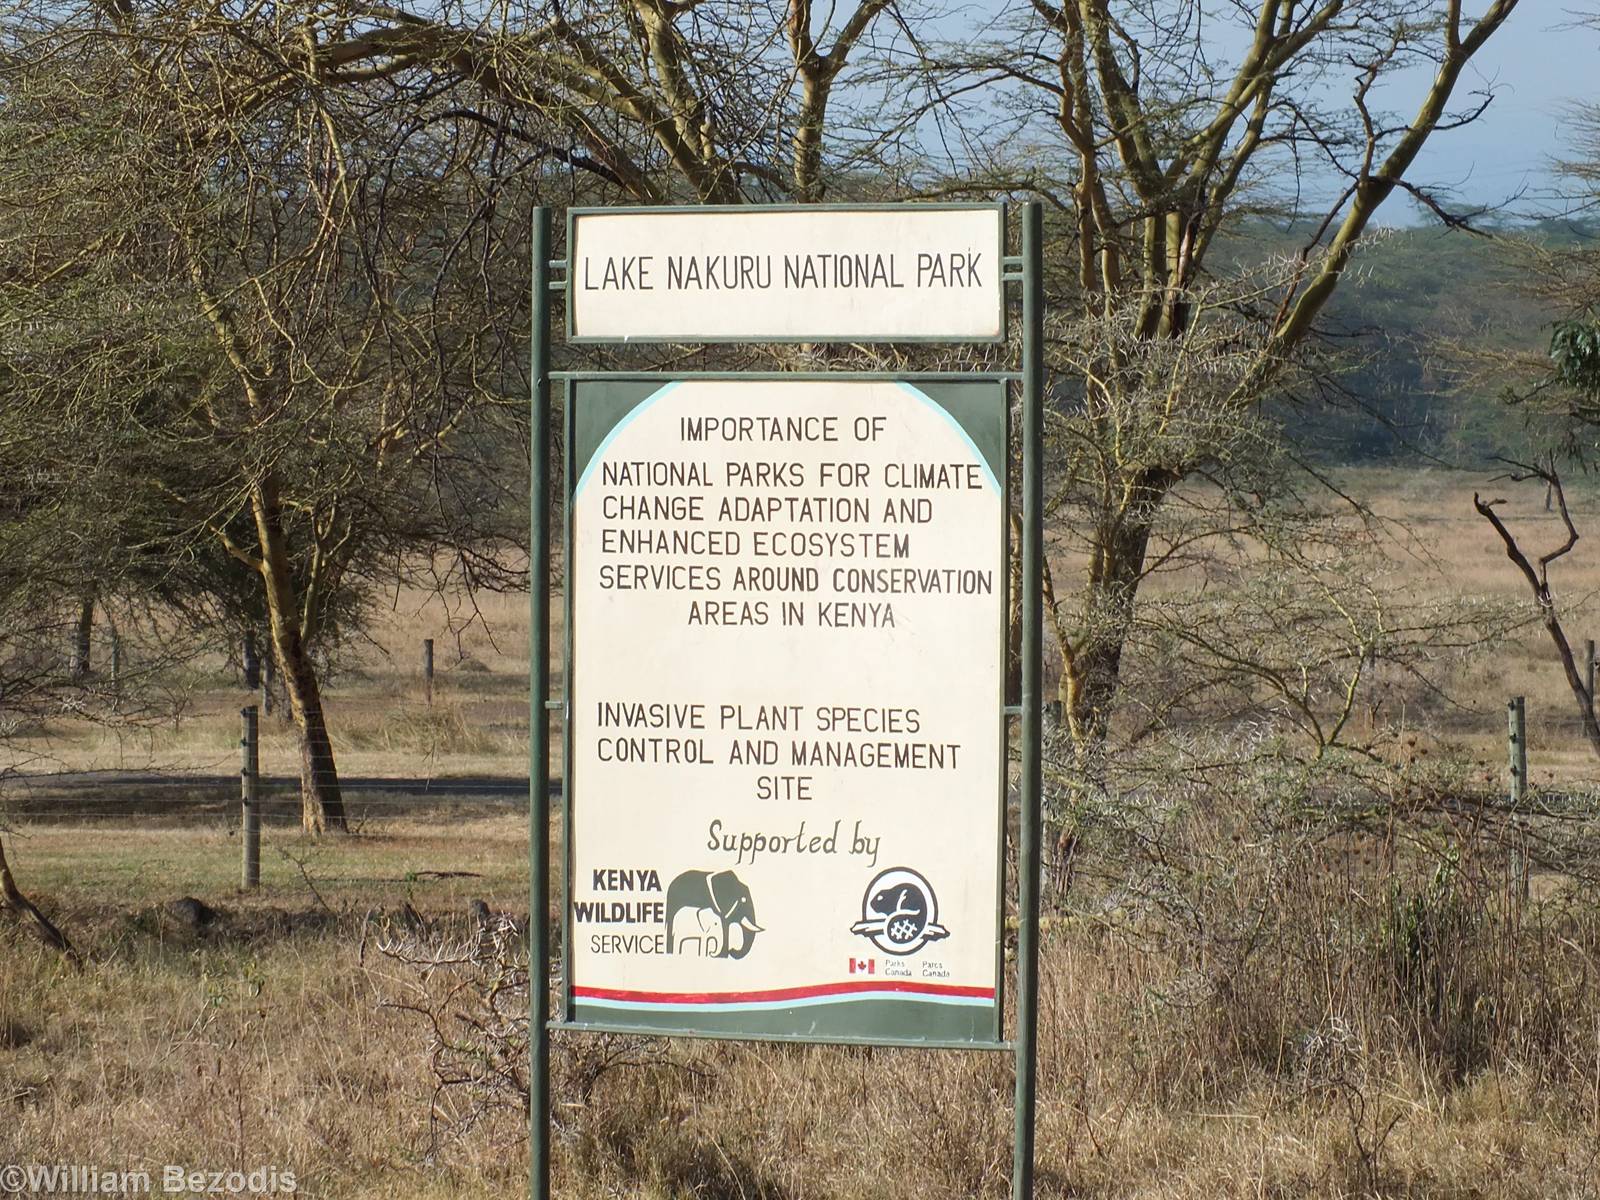 LAKE NAKURU NATIONAL PARK
IMPORTANCE OF
NATIONAL PARKS FOR CLIMATE
CHANGE ADAPTATION AND
ENHANCED ECOSYSTEM
SERVICES AROUND CONSERVATION
AREAS IN KENYA
INVASIVE PLANT SPECIES
CONTROL AND MANAGEMENT
SITE
Supported by
KENYA
WILDLIFE
SERVICE
Parks Parcs
Canada Canada
©William Bezodis